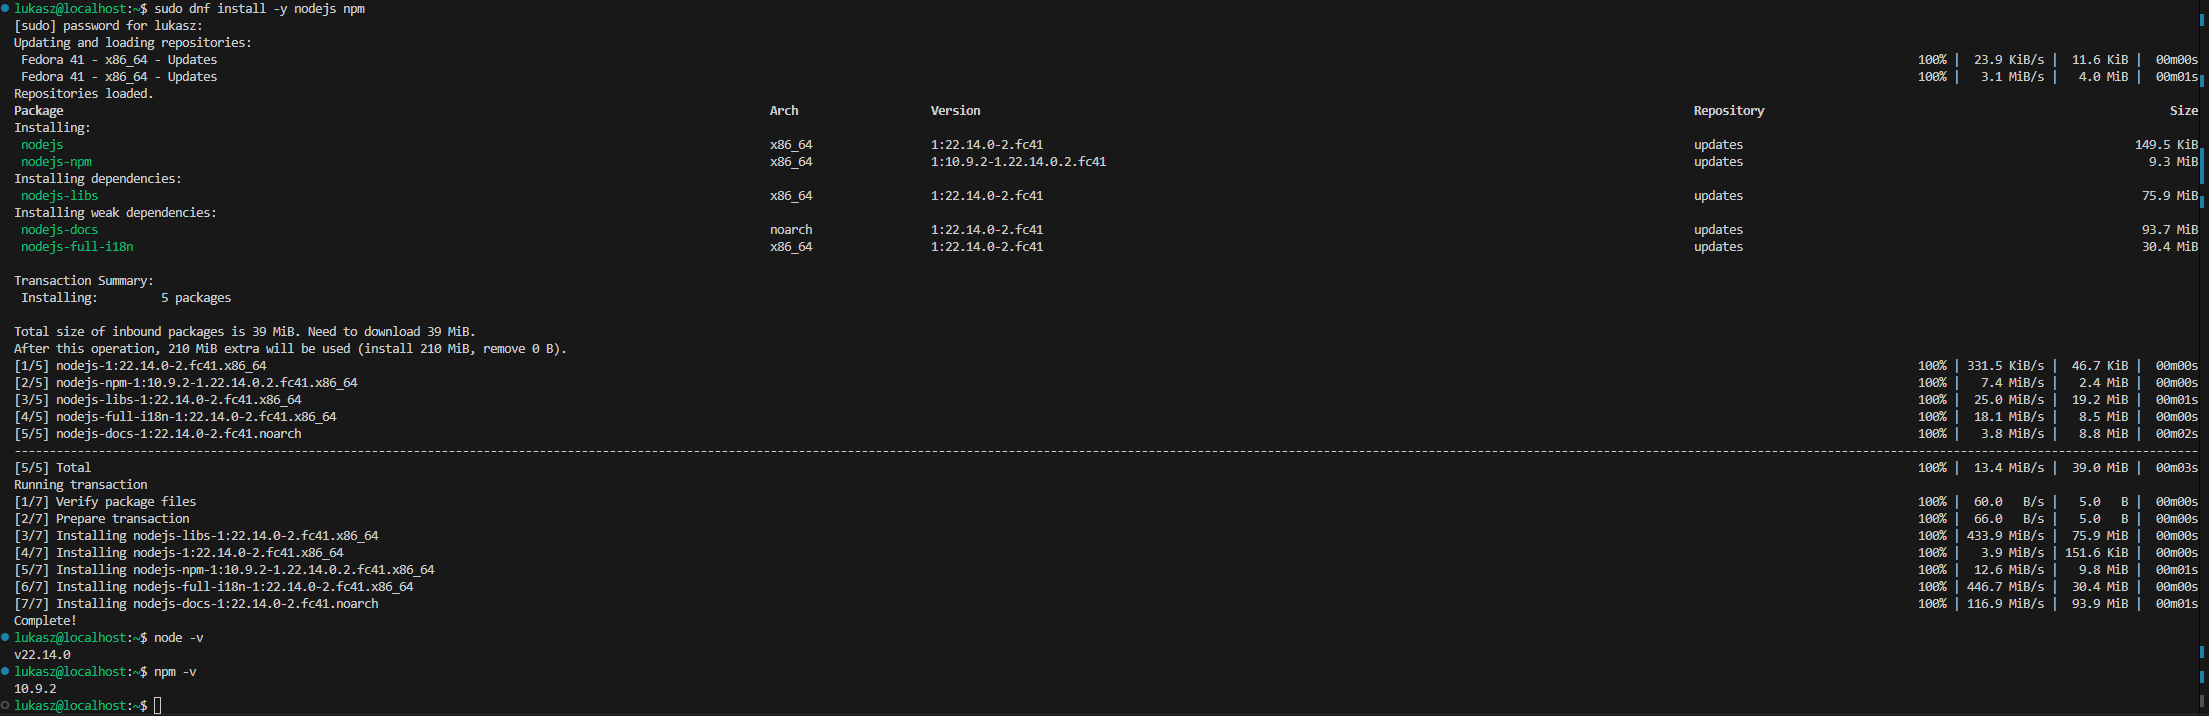 lukasz@localhost:~$ sudo dnf install -y nodejs npm
[sudo] password for lukasz:
Updating and loading repositories:
Fedora 41 - x86_64 - Updates 100% | 23.9 KiB/s | 11.6 KiB | 00m00s
Fedora 41 - x86_64 - Updates 100% | 3.1 MiB/s | 4.0 MiB | 00m01s
Repositories loaded.
Package Arch Version Repository Size
Installing:
nodejs x86_64 1:22.14.0-2.fc41 updates 149.5 KiB
nodejs-npm x86_64 1:10.9.2-1.22.14.0.2.fc41 updates 9.3 MiB
Installing dependencies:
nodejs-libs x86_64 1:22.14.0-2.fc41 updates 75.9 MiB
Installing weak dependencies:
nodejs-docs noarch 1:22.14.0-2.fc41 updates 93.7 MiB
nodejs-full-i18n x86_64 1:22.14.0-2.fc41 updates 30.4 MiB
Transaction Summary:
Installing: 5 packages
Total size of inbound packages is 39 MiB. Need to download 39 MiB.
After this operation, 210 MiB extra will be used (install 210 MiB, remove 0 B).
[1/5] nodejs-1:22.14.0-2.fc41.x86_64 100% | 331.5 KiB/s | 46.7 KiB | 00m00s
[2/5] nodejs-npm-1:10.9.2-1.22.14.0.2.fc41.x86_64 100% | 7.4 MiB/s | 2.4 MiB | 00m00s
[3/5] nodejs-libs-1:22.14.0-2.fc41.x86_64 100% | 25.0 MiB/s | 19.2 MiB | 00m01s
[4/5] nodejs-full-i18n-1:22.14.0-2.fc41.x86_64 100% | 18.1 MiB/s | 8.5 MiB | 00m00s
[5/5] nodejs-docs-1:22.14.0-2.fc41.noarch 100% | 3.8 MiB/s | 8.8 MiB | 00m02s
[5/5] Total 100% | 13.4 MiB/s | 39.0 MiB | 00m03s
Running transaction
[1/7] Verify package files 100% | 60.0 B/s | 5.0 B | 00m00s
[2/7] Prepare transaction 100% | 66.0 B/s | 5.0 B | 00m00s
[3/7] Installing nodejs-libs-1:22.14.0-2.fc41.x86_64 100% | 433.9 MiB/s | 75.9 MiB | 00m00s
[4/7] Installing nodejs-1:22.14.0-2.fc41.x86_64 100% | 3.9 MiB/s | 151.6 KiB | 00m00s
[5/7] Installing nodejs-npm-1:10.9.2-1.22.14.0.2.fc41.x86_64 100% | 12.6 MiB/s | 9.8 MiB | 00m01s
[6/7] Installing nodejs-full-i18n-1:22.14.0-2.fc41.x86_64 100% | 446.7 MiB/s | 30.4 MiB | 00m00s
[7/7] Installing nodejs-docs-1:22.14.0-2.fc41.noarch 100% | 116.9 MiB/s | 93.9 MiB | 00m01s
Complete!
lukasz@localhost:~$ node -v
v22.14.0
lukasz@localhost:~$ npm -v
10.9.2
lukasz@localhost:~$